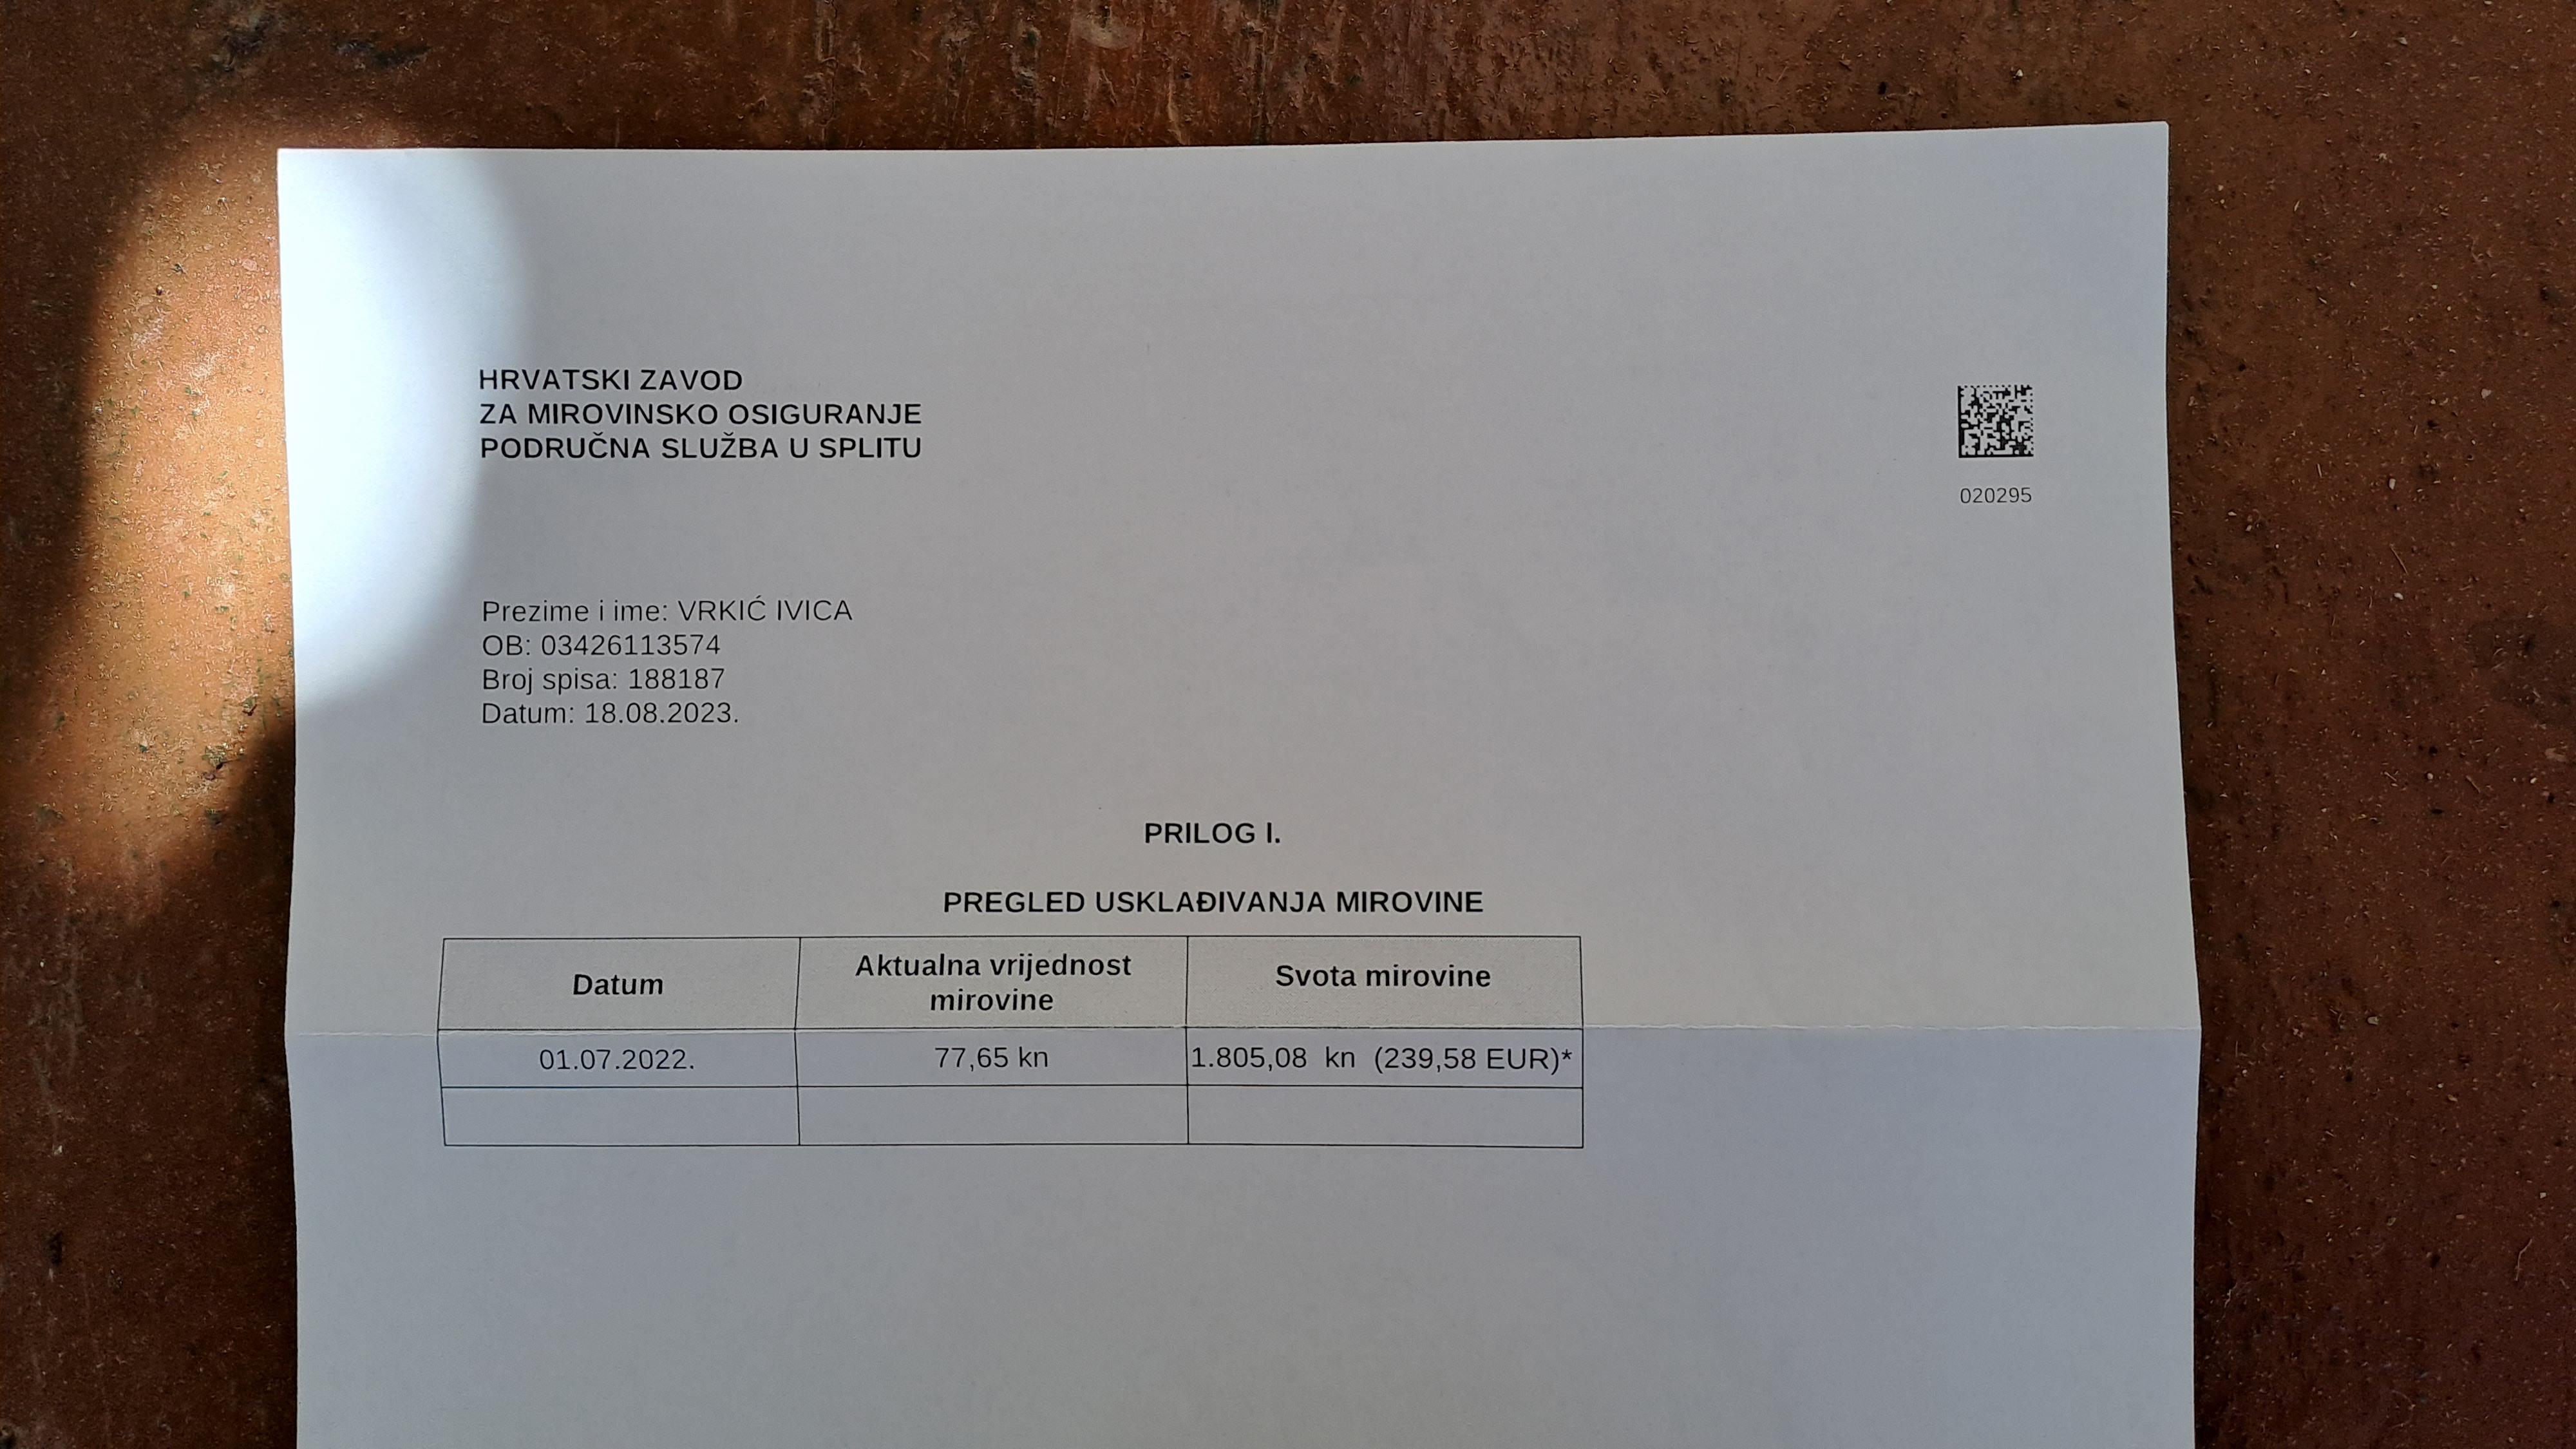 HRVATSKI ZAVOD
ZA MIROVINSKO OSIGURANJE
PODRUČNA SLUŽBA U SPLITU
020295
Prezime i ime: VRKIĆ IVICA
OB: 03426113574
Broj spisa: 188187
Datum: 18.08.2023.
PRILOG I.
PREGLED USKLAĐIVANJA MIROVINE
Datum
Aktualna vrijednost
mirovine
Svota mirovine
01.07.2022.
77,65 kn
1.805,08 kn (239,58 EUR)*